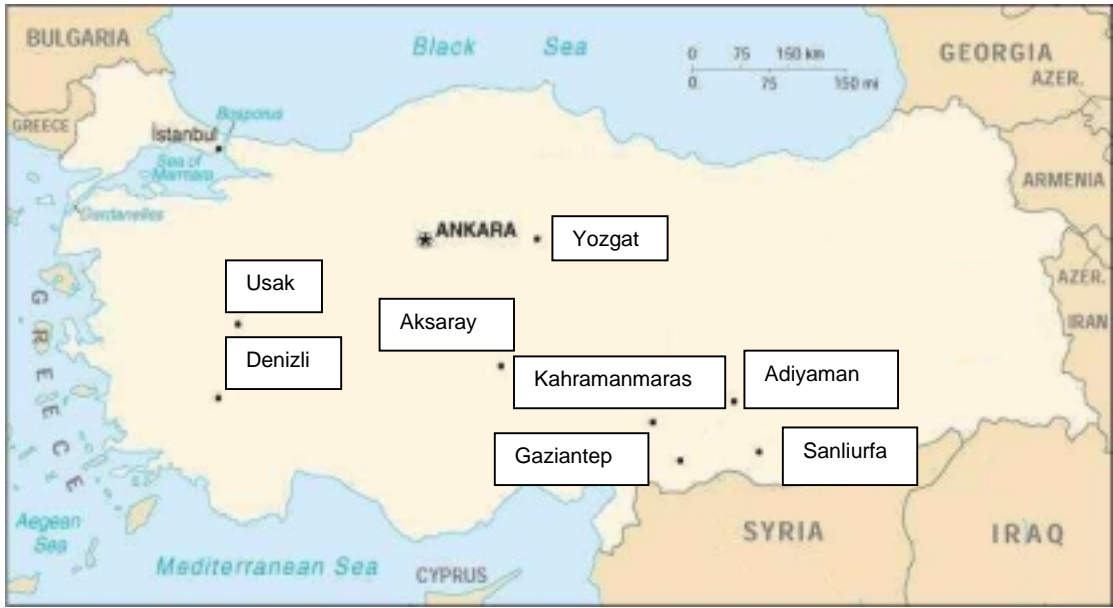 BULGARIA
Black Sea
0 75 150 km
0 75 150 mi
GEORGIA
AZER.
GREECE
Bosporus
İstanbul
Sea of
Marmara
Dardanelles
ARMENIA
ANKARA
Yozgat
AZER.
IRAN
Usak
Aksaray
Denizli
Kahramanmaras
Adiyaman
Gaziantep
Sanliurfa
GREECE
Aegean
Sea
SYRIA
IRAQ
Mediterranean Sea
CYPRUS